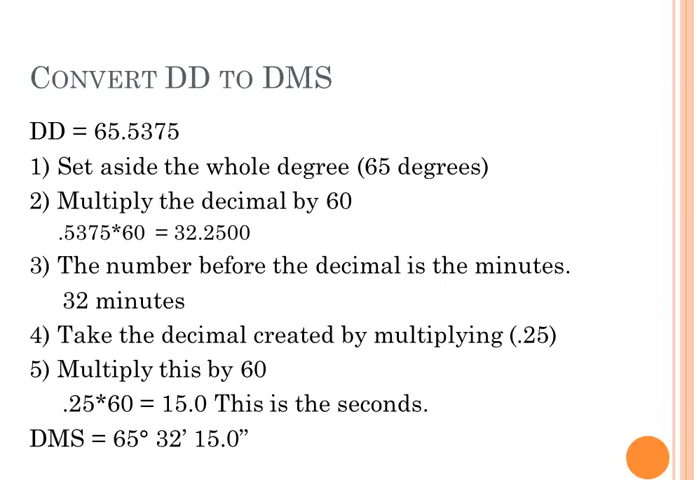 CONVERT DD TO DMS
DD = 65.5375
1) Set aside the whole degree (65 degrees)
2) Multiply the decimal by 60
.5375*60 = 32.2500
3) The number before the decimal is the minutes.
32 minutes
4) Take the decimal created by multiplying (.25)
5) Multiply this by 60
.25*60 = 15.0 This is the seconds.
DMS = 65° 32’ 15.0”